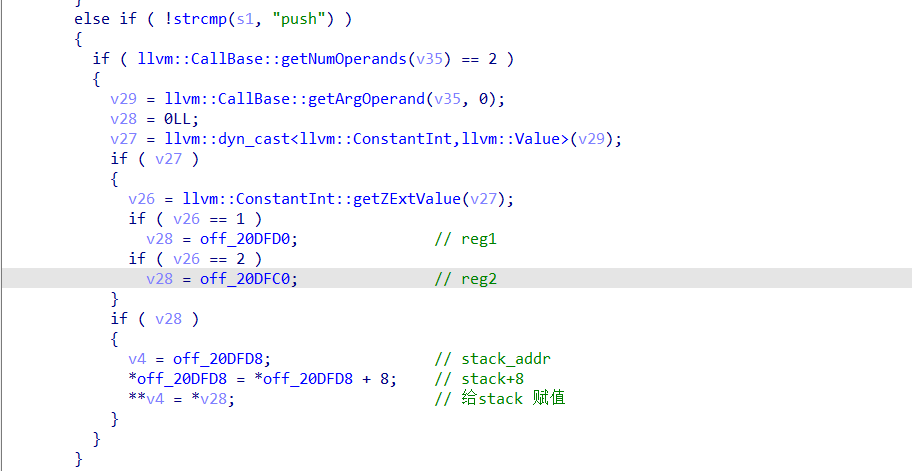 }
else if ( !strcmp(s1, "push") )
{
if ( llvm::CallBase::getNumOperands(v35) == 2 )
{
v29 = llvm::CallBase::getArgOperand(v35, 0);
v28 = 0LL;
v27 = llvm::dyn_cast<llvm::ConstantInt,llvm::Value>(v29);
if ( v27 )
{
v26 = llvm::ConstantInt::getZExtValue(v27);
if ( v26 == 1 )
v28 = off_20DFD0; // reg1
if ( v26 == 2 )
v28 = off_20DFC0; // reg2
}
if ( v28 )
{
v4 = off_20DFD8; // stack_addr
*off_20DFD8 = *off_20DFD8 + 8; // stack+8
**v4 = *v28; // 给stack 赋值
}
}
}